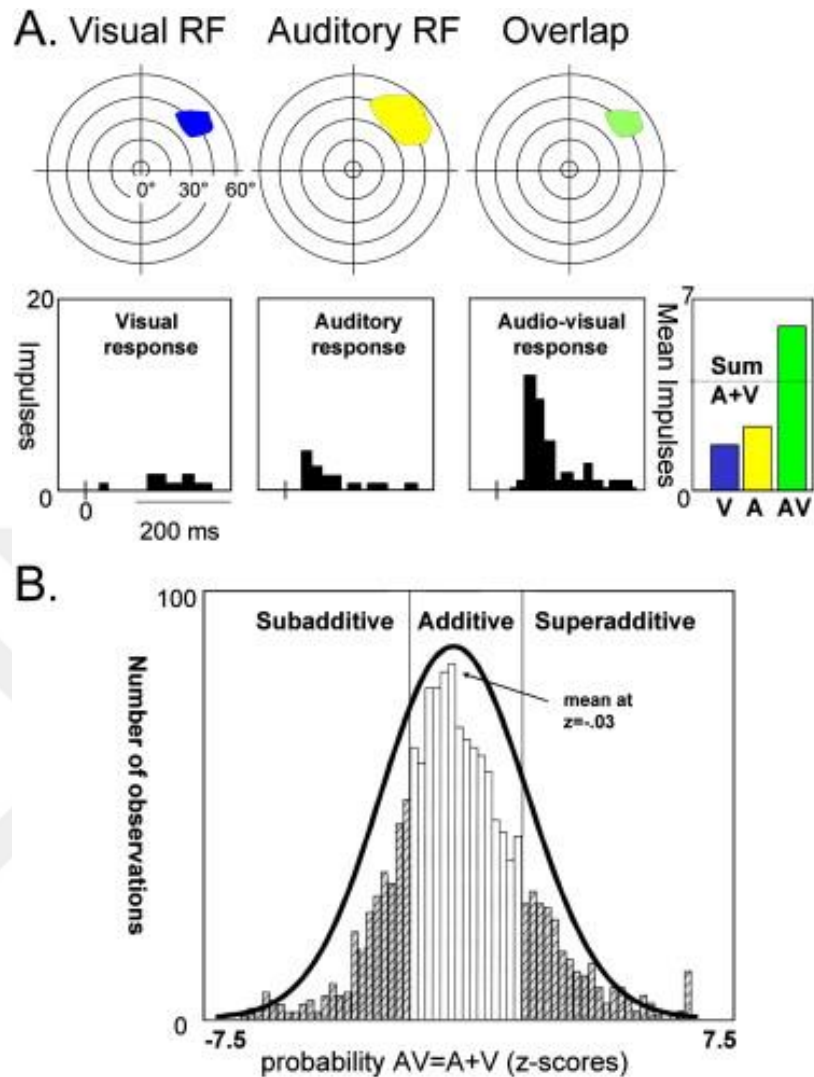 A. Visual RF Auditory RF Overlap
0° 30° 60°
20
Impulses
0
Visual
response
0
200 ms
Auditory
response
Audio-visual
response
7
Mean Impulses
0
Sum
A+V
V A AV
B.
100
Number of observations
0
Subadditive Additive Superadditive
mean at
z=-.03
-7.5 7.5
probability AV=A+V (z-scores)